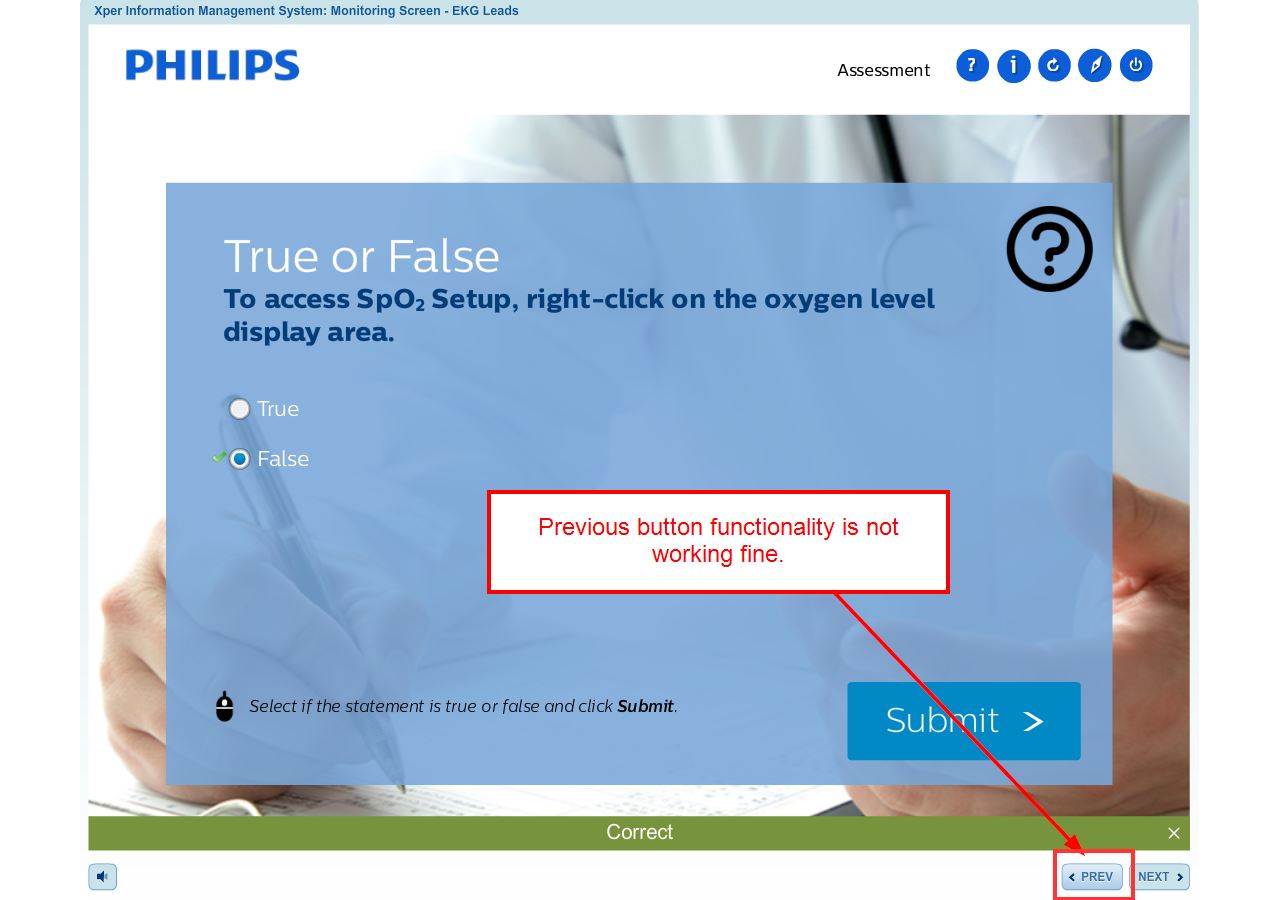 Xper Information Management System: Monitoring Screen - EKG Leads
PHILIPS
Assessment
?
i
True or False
?
To access SpO₂ Setup, right-click on the oxygen level
display area.
True
False
Previous button functionality is not
working fine.
Select if the statement is true or false and click Submit.
Submit >
Correct
< PREV
NEXT >